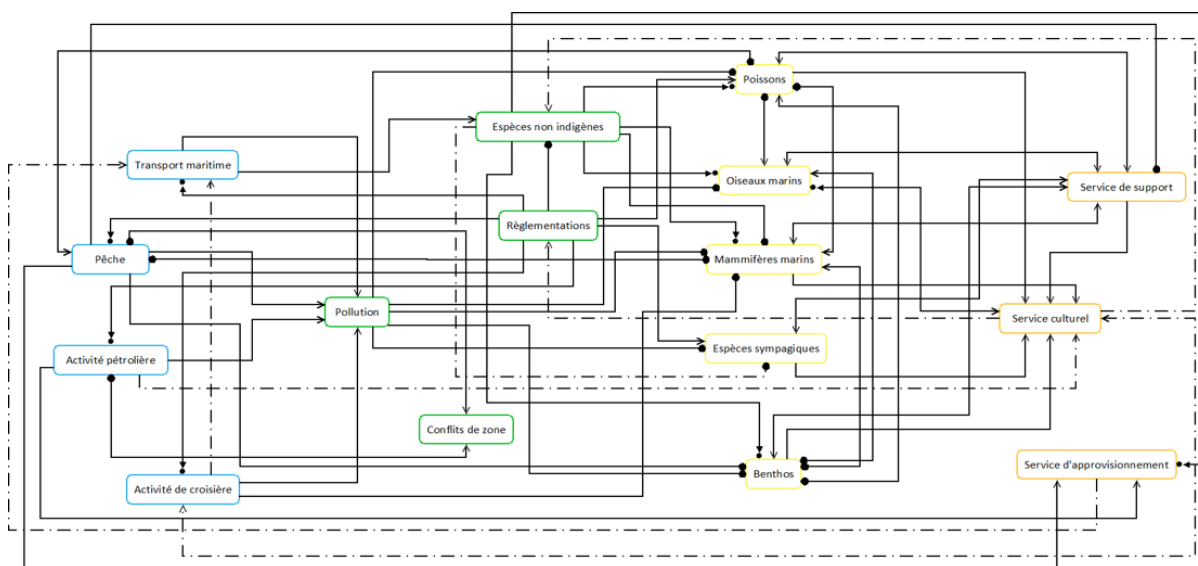 Poissons
Espèces non indigènes
Transport maritime
Oiseaux marins
Service de support
Règlementations
Pêche
Mammifères marins
Pollution
Service culturel
Espèces sympagiques
Activité pétrolière
Conflits de zone
Service d'approvisionnement
Benthos
Activité de croisière